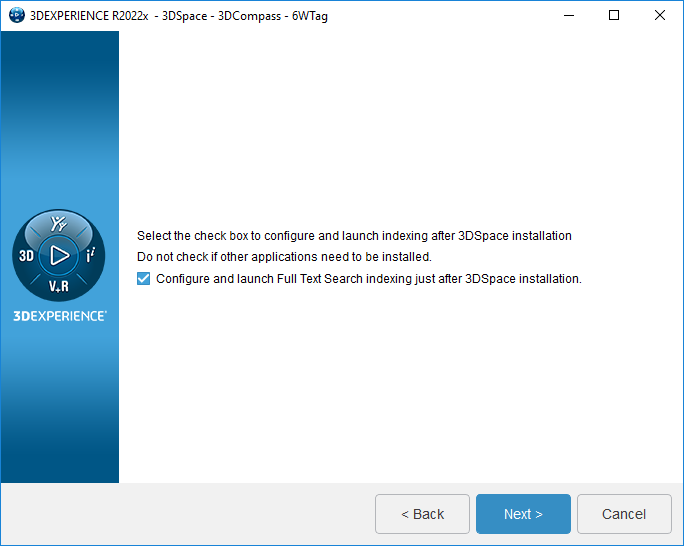 3DEXPERIENCE R2022x - 3DSpace - 3DCompass - 6WTag
Select the check box to configure and launch indexing after 3DSpace installation
Do not check if other applications need to be installed.
Configure and launch Full Text Search indexing just after 3DSpace installation.
3D
V+R
3DEXPERIENCE
< Back
Next >
Cancel